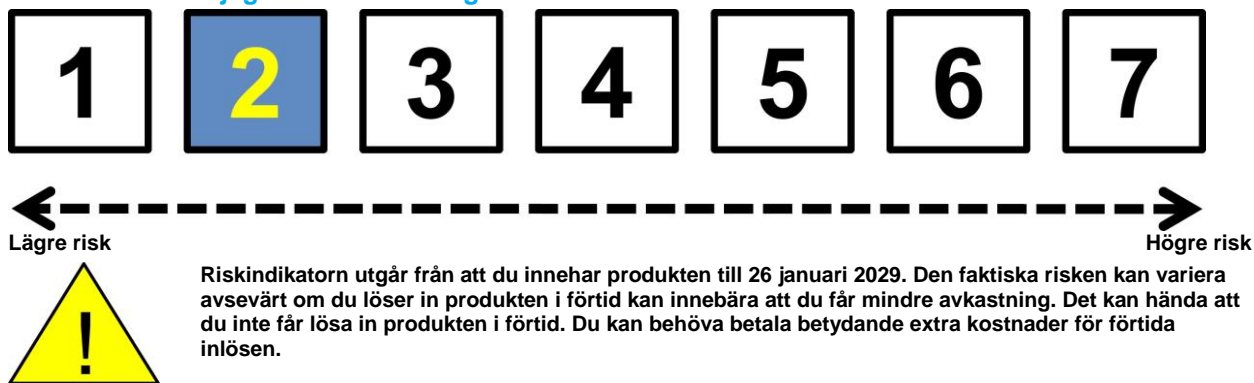 1 2 3 4 5 6 7
Lägre risk Högre risk
Riskindikatorn utgår från att du innehar produkten till 26 januari 2029. Den faktiska risken kan variera
avsevärt om du löser in produkten i förtid kan innebära att du får mindre avkastning. Det kan hända att
du inte får lösa in produkten i förtid. Du kan behöva betala betydande extra kostnader för förtida
inlösen.
!